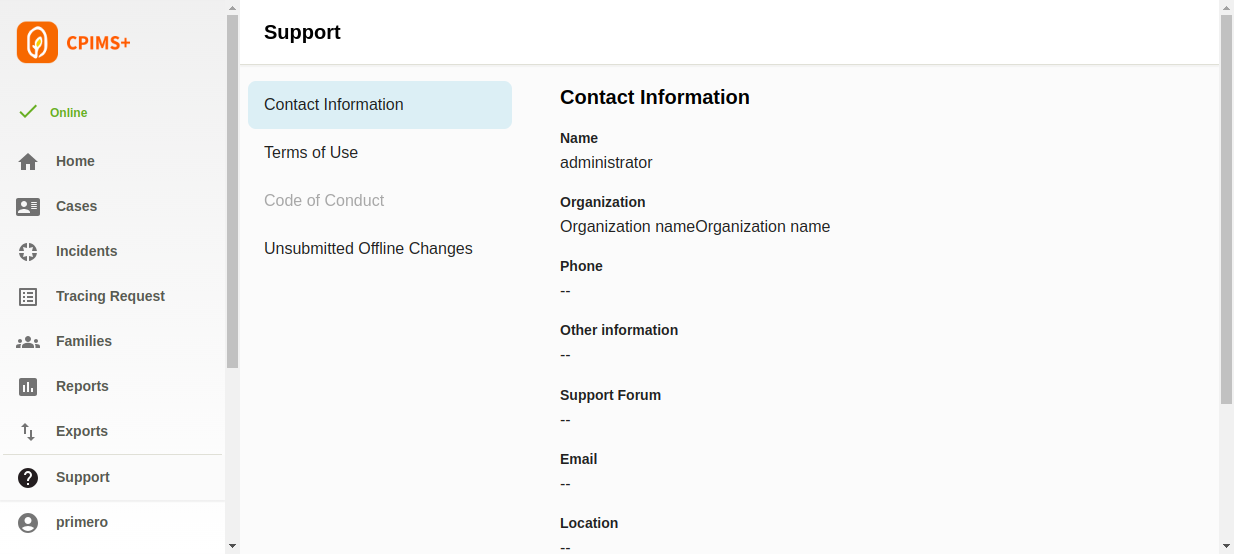 CPIMS+
Online
Home
Cases
Incidents
Tracing Request
Families
Reports
Exports
Support
primero
Support
Contact Information
Terms of Use
Code of Conduct
Unsubmitted Offline Changes
Contact Information
Name
administrator
Organization
Organization nameOrganization name
Phone
--
Other information
--
Support Forum
--
Email
--
Location
--